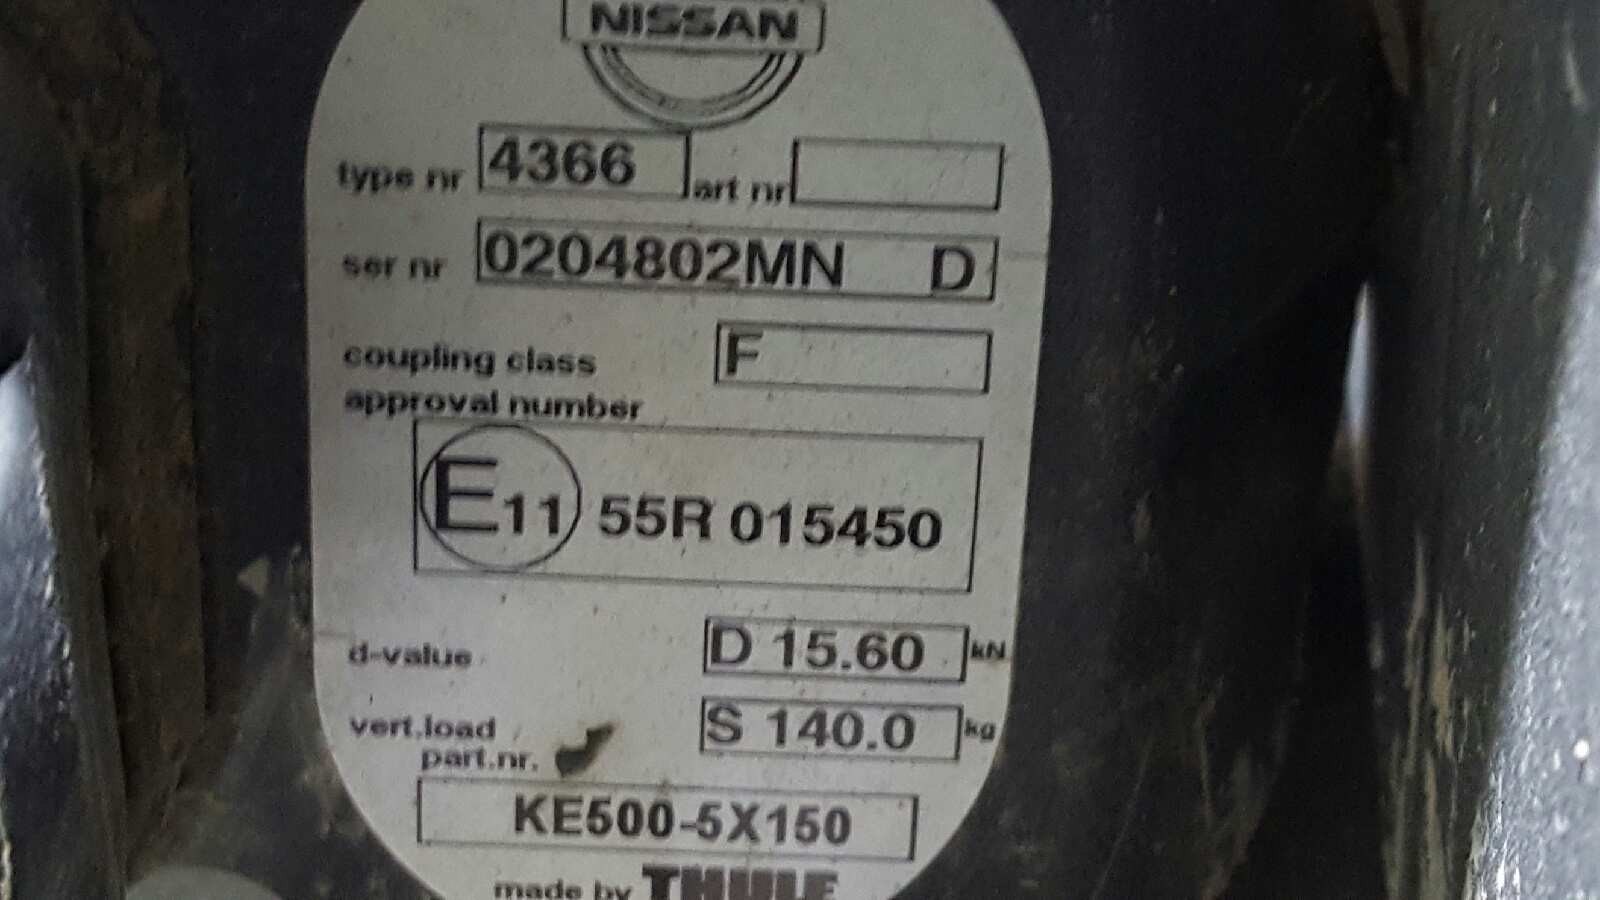 NISSAN
type nr 4366 art nr
ser nr 0204802MN D
coupling class F
approval number
E11 55R 015450
d-value D 15.60 kN
vert.load S 140.0 kg
part.nr.
KE500-5X150
made by THULE